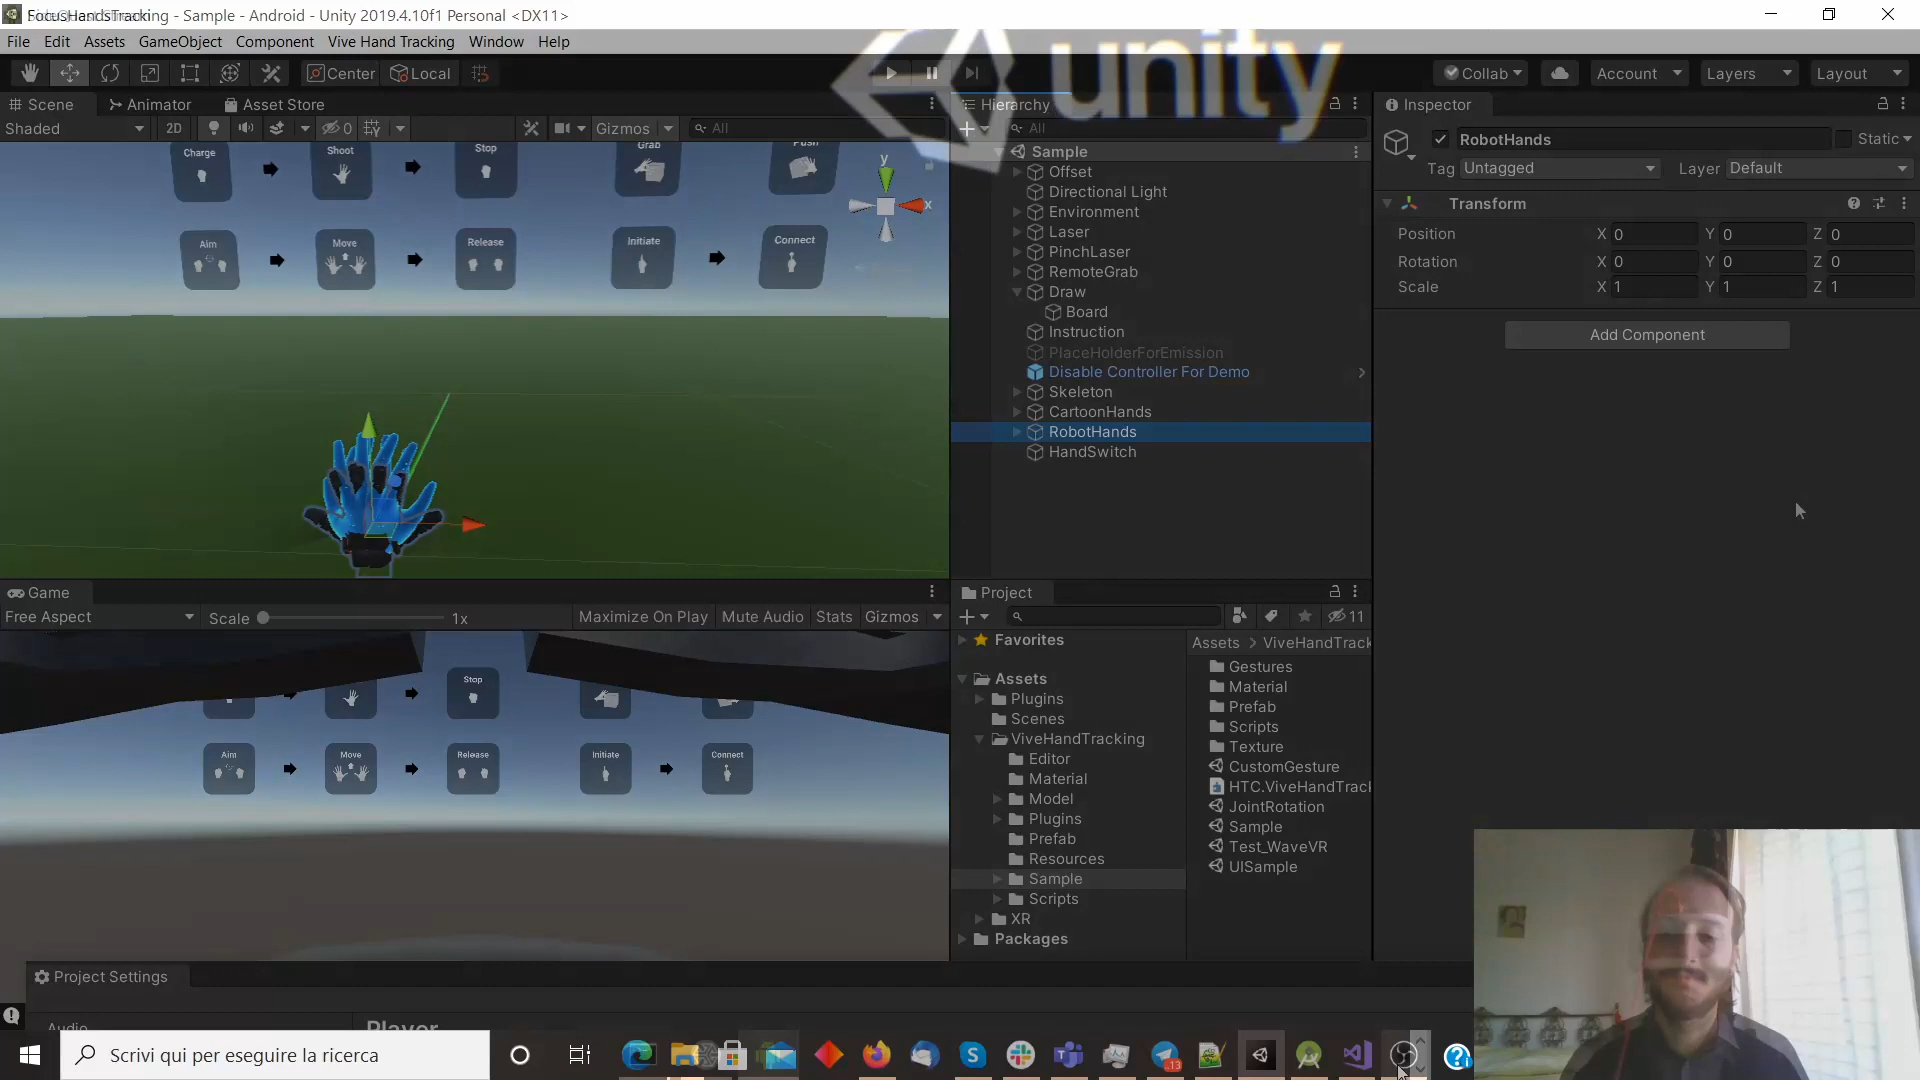 FocusHandsTracking - Sample - Android - Unity 2019.4.10f1 Personal <DX11>
File Edit Assets GameObject Component Vive Hand Tracking Window Help
unity
Center Local
Collab Account Layers Layout
Scene Animator Asset Store
Shaded 2D 0 Gizmos All
Charge Shoot Stop Grab Push
Aim Move Release Initiate Connect
y
x
Hierarchy
All
Sample
Offset
Directional Light
Environment
Laser
PinchLaser
RemoteGrab
Draw
Board
Instruction
PlaceHolderForEmission
Disable Controller For Demo
Skeleton
CartoonHands
RobotHands
HandSwitch
Inspector
RobotHands Static
Tag Untagged Layer Default
Transform
Position X 0 Y 0 Z 0
Rotation X 0 Y 0 Z 0
Scale X 1 Y 1 Z 1
Add Component
Game
Free Aspect Scale 1x Maximize On Play Mute Audio Stats Gizmos
Stop
Aim Move Release Initiate Connect
Project
11
Favorites
Assets
Plugins
Scenes
ViveHandTracking
Editor
Material
Model
Plugins
Prefab
Resources
Sample
Scripts
XR
Packages
Assets > ViveHandTrack
Gestures
Material
Prefab
Scripts
Texture
CustomGesture
HTC.ViveHandTrack
JointRotation
Sample
Test_WaveVR
UISample
Project Settings
Audio
Player
Scrivi qui per eseguire la ricerca
13